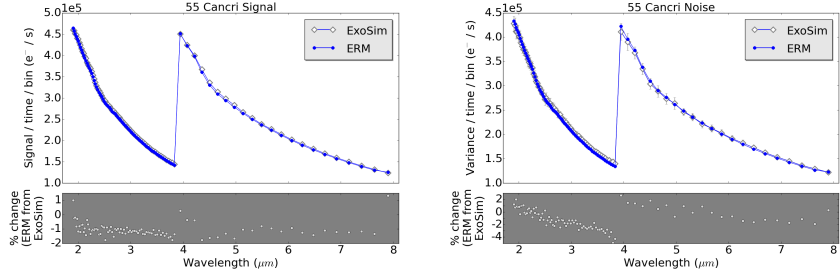 55 Cancri Signal
5.0 1e5
4.5
4.0
3.5
3.0
2.5
2.0
1.5
1.0
Signal / time / bin (e⁻ / s)
ExoSim
ERM
1
0
-1
-2
% change
(ERM from
ExoSim)
2 3 4 5 6 7 8
Wavelength (μm)
55 Cancri Noise
4.5 1e5
4.0
3.5
3.0
2.5
2.0
1.5
1.0
Variance / time / bin (e⁻ / s)
ExoSim
ERM
2
0
-2
-4
% change
(ERM from
ExoSim)
2 3 4 5 6 7 8
Wavelength (μm)